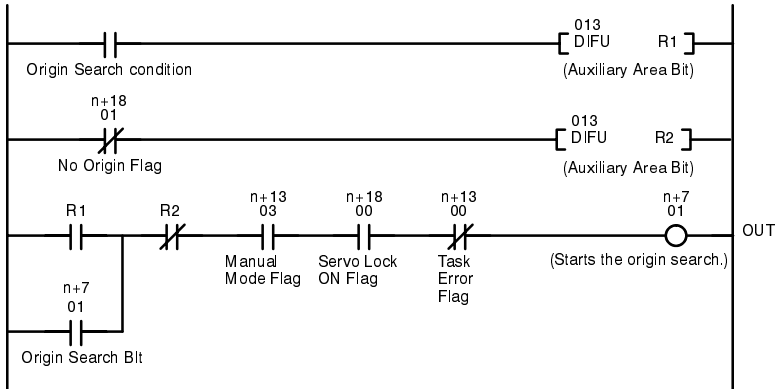 013
DIFU R1
Origin Search condition
(Auxiliary Area Bit)
n+18
01
013
DIFU R2
No Origin Flag
(Auxiliary Area Bit)
R1 R2 n+13 n+18 n+13 n+7
03 00 00 01
OUT
Manual Servo Lock Task (Starts the origin search.)
Mode Flag ON Flag Error
Flag
n+7
01
Origin Search BIt